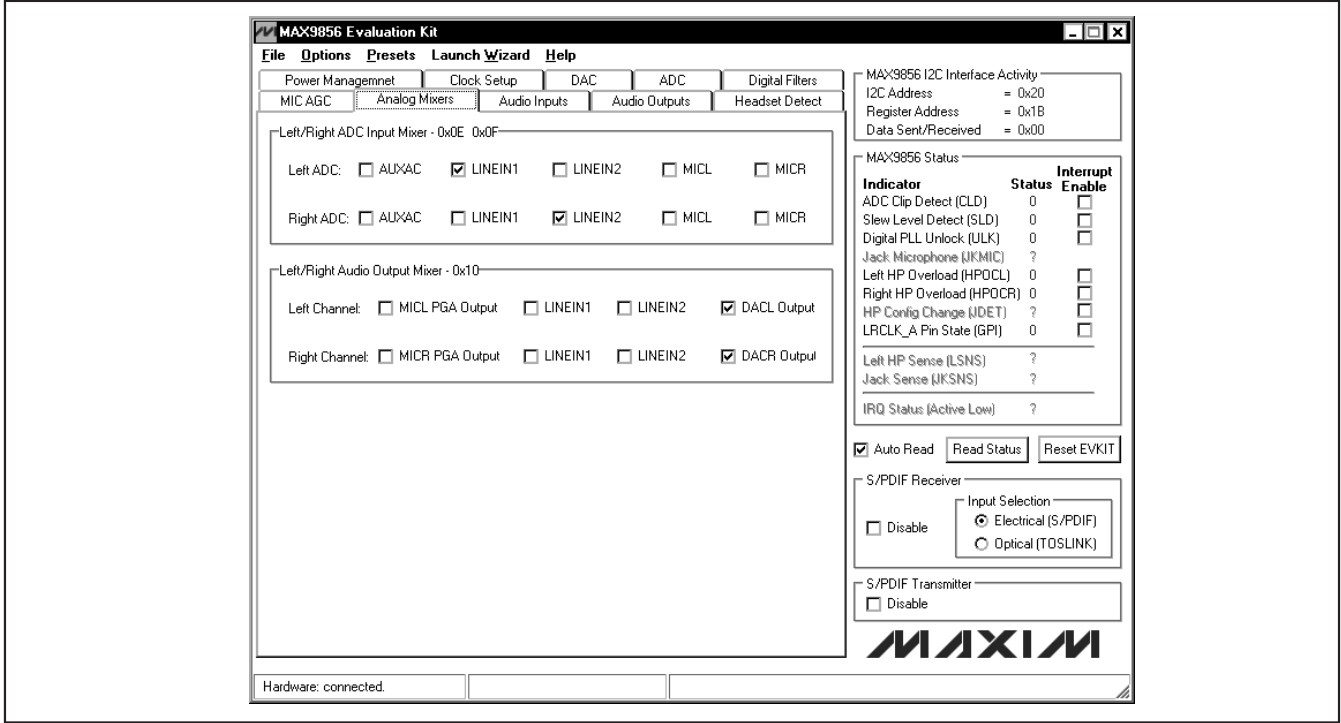 MAX9856 Evaluation Kit
File Options Presets Launch Wizard Help
Power Managemnet Clock Setup DAC ADC Digital Filters
MIC AGC Analog Mixers Audio Inputs Audio Outputs Headset Detect
Left/Right ADC Input Mixer - 0x0E 0x0F
Left ADC: AUXAC LINEIN1 LINEIN2 MICL MICR
Right ADC: AUXAC LINEIN1 LINEIN2 MICL MICR
Left/Right Audio Output Mixer - 0x10
Left Channel: MICL PGA Output LINEIN1 LINEIN2 DACL Output
Right Channel: MICR PGA Output LINEIN1 LINEIN2 DACR Output
MAX9856 I2C Interface Activity
I2C Address = 0x20
Register Address = 0x1B
Data Sent/Received = 0x00
MAX9856 Status
Indicator Status Interrupt Enable
ADC Clip Detect (CLD) 0
Slew Level Detect (SLD) 0
Digital PLL Unlock (ULK) 0
Jack Microphone (JKMIC) ?
Left HP Overload (HPOCL) 0
Right HP Overload (HPOCR) 0
HP Config Change (JDET) ?
LRCLK_A Pin State (GPI) 0
Left HP Sense (LSNS) ?
Jack Sense (JKSNS) ?
IRQ Status (Active Low) ?
Auto Read Read Status Reset EVKIT
S/PDIF Receiver
Input Selection
Disable
Electrical (S/PDIF)
Optical (TOSLINK)
S/PDIF Transmitter
Disable
MAXIM
Hardware: connected.